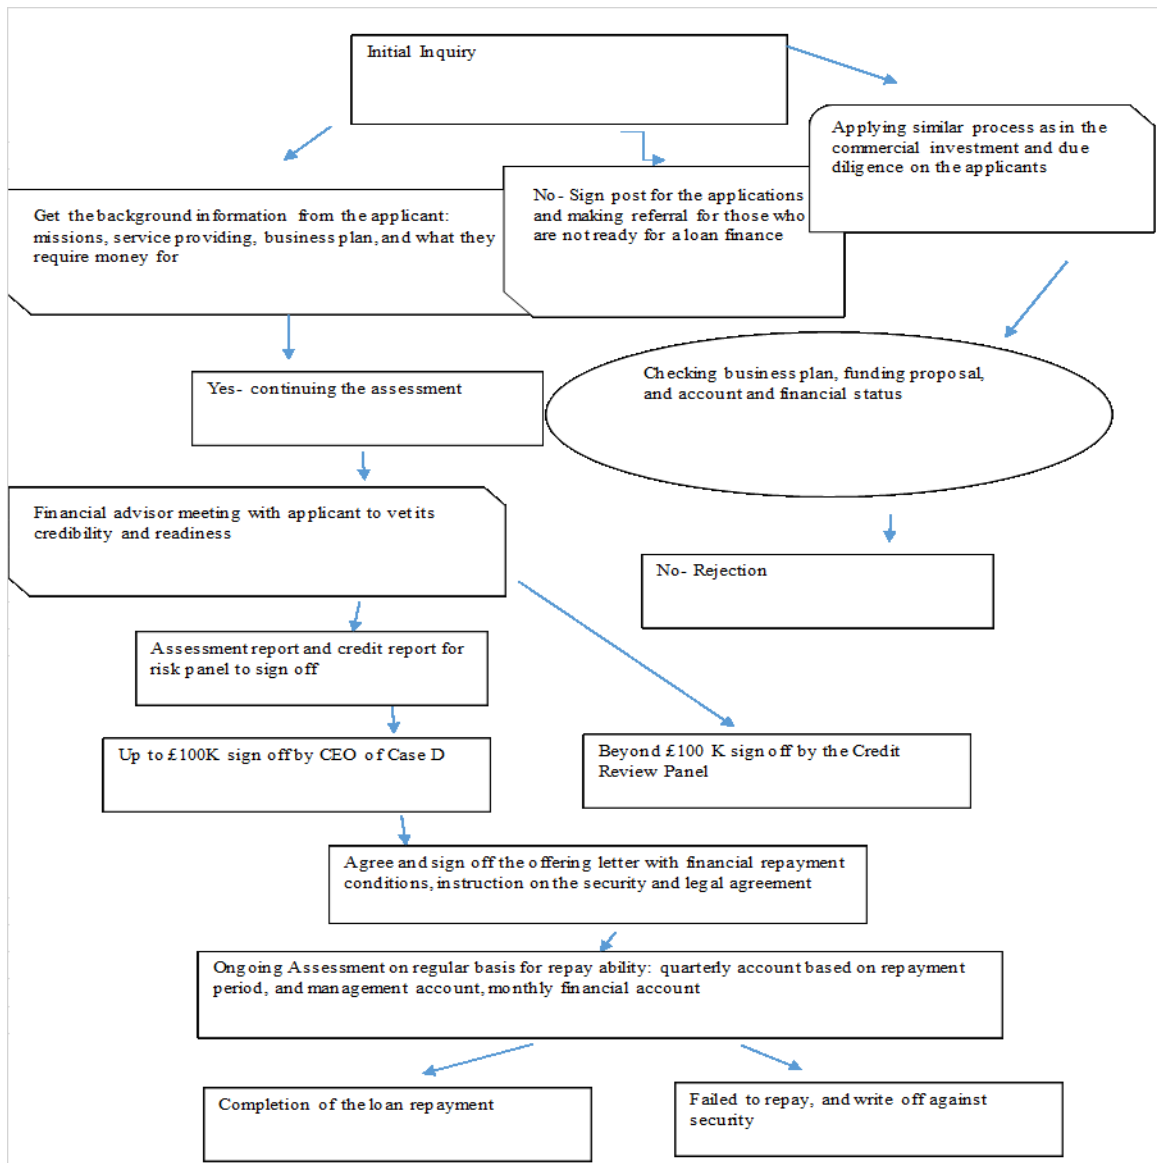 Initial Inquiry
Applying similar process as in the
commercial investment and due
diligence on the applicants
Get the background information from the applicant:
missions, service providing, business plan, and what they
require money for
No- Sign post for the applications
and making referral for those who
are not ready for a loan finance
Yes- continuing the assessment
Checking business plan, funding proposal,
and account and financial status
Financial advisor meeting with applicant to vet its
credibility and readiness
No- Rejection
Assessment report and credit report for
risk panel to sign off
Up to £100K sign off by CEO of Case D
Beyond £100 K sign off by the Credit
Review Panel
Agree and sign off the offering letter with financial repayment
conditions, instruction on the security and legal agreement
Ongoing Assessment on regular basis for repay ability: quarterly account based on repayment
period, and management account, monthly financial account
Completion of the loan repayment
Failed to repay, and write off against
security